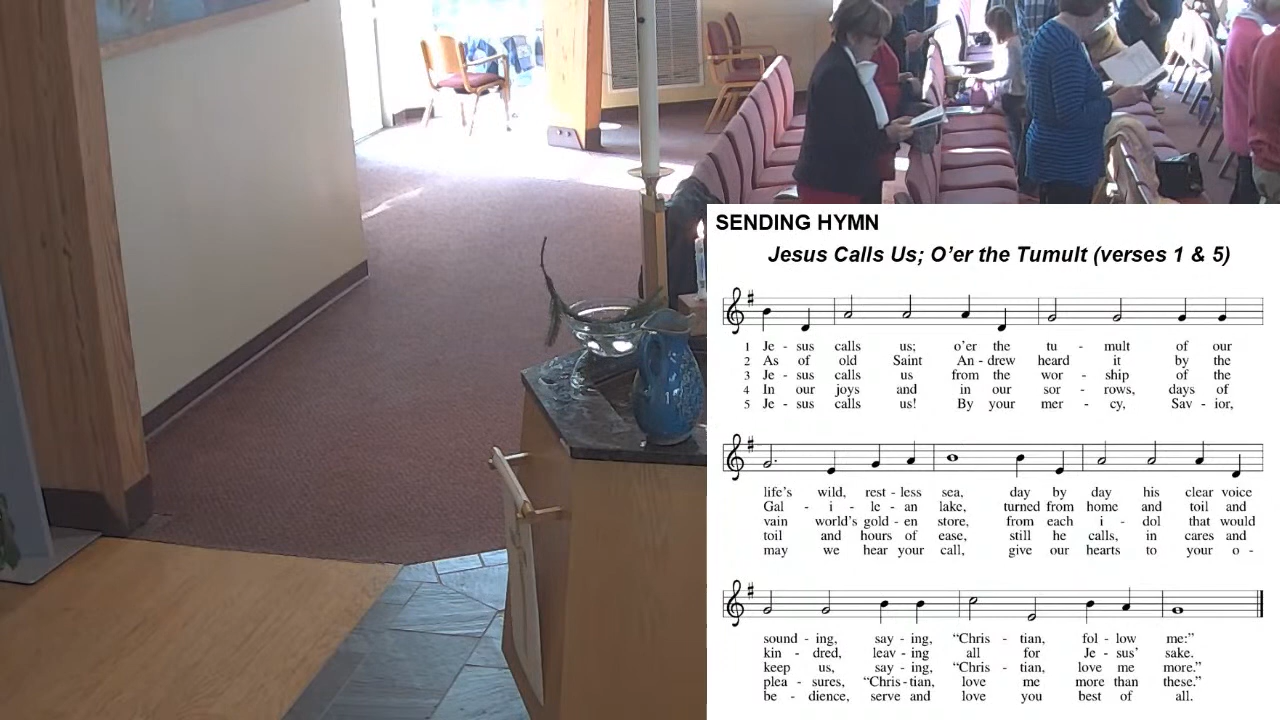 SENDING HYMN
Jesus Calls Us; O'er the Tumult (verses 1 & 5)
1 Je - sus calls us; o'er the tu - mult of our
2 As of old Saint An - drew heard it by the
3 Je - sus calls us from the wor - ship of the
4 In our joys and in our sor - rows, days of
5 Je - sus calls us! By your mer - cy, Sav - ior,
life's wild, rest - less sea, day by day his clear voice
Gal - i - le - an lake, turned from home and toil and
vain world's gold - en store, from each i - dol that would
toil and hours of ease, still he calls, in cares and
may we hear your call, give our hearts to your o -
sound - ing, say - ing, "Chris - tian, fol - low me:"
kin - dred, leav - ing all for Je - sus' sake.
keep us, say - ing, "Chris - tian, love me more."
plea - sures, "Chris - tian, love me more than these."
be - dience, serve and love you best of all.